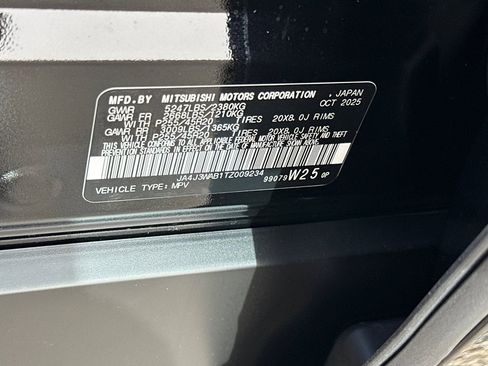 MFD.BY MITSUBISHI MOTORS CORPORATION , JAPAN
GVWR 5247LBS/2380KG OCT 2025
GAWR FR 2668LBS/1210KG
WITH P255/45R20 TIRES 20X8.0J RIMS
GAWR RR 3009LBS/1365KG
WITH P255/45R20 TIRES 20X8.0J RIMS
THIS VEHICLE CONFORMS TO ALL APPLICABLE
FEDERAL MOTOR VEHICLE SAFETY AND THEFT
PREVENTION STANDARDS IN EFFECT ON THE
DATE OF MANUFACTURE SHOWN ABOVE.
JA4J3WAB1TZ009234 99079 W25 0P
VEHICLE TYPE: MPV